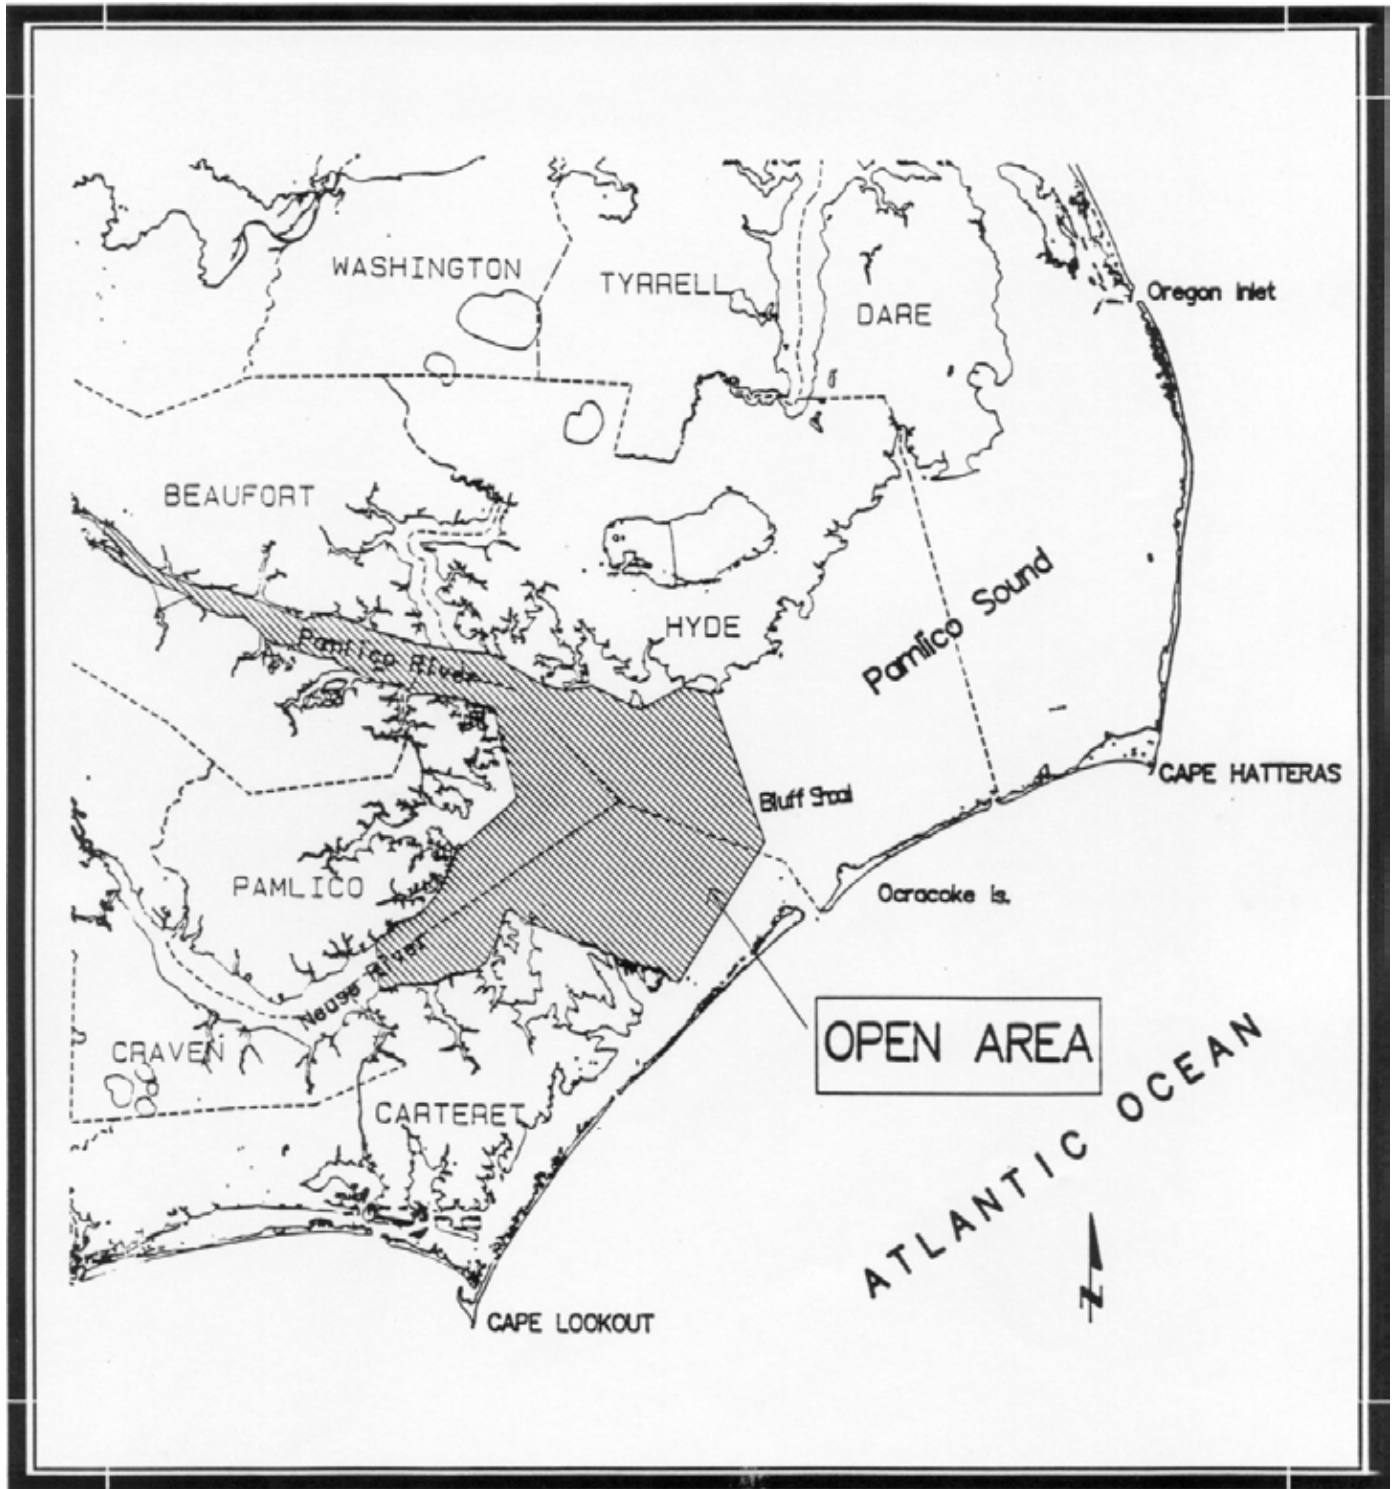 WASHINGTON
TYRRELL
DARE
Oregon Inlet
BEAUFORT
Pamlico Sound
HYDE
Pamlico River
CAPE HATTERAS
Bluff Shoal
PAMLICO
Ocracoke Is.
Neuse River
OPEN AREA
CRAVEN
CARTERET
ATLANTIC OCEAN
N
CAPE LOOKOUT